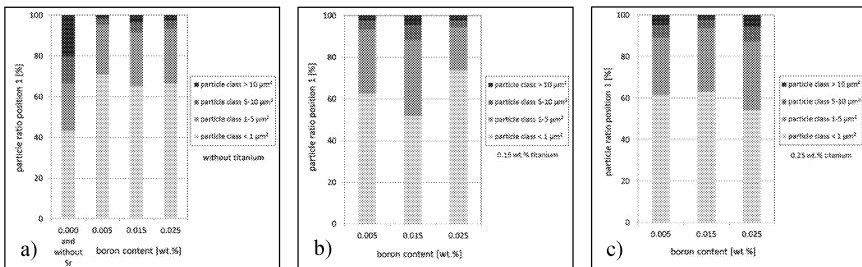 particle ratio position 1 [%]
100
80
60
40
20
0
particle class > 10 µm²
particle class 5-10 µm²
particle class 1-5 µm²
particle class < 1 µm²
without titanium
0.000 0.005 0.015 0.025
and
without
Sr
boron content [wt.%]
a)
particle ratio position 1 [%]
100
80
60
40
20
0
particle class > 10 µm²
particle class 5-10 µm²
particle class 1-5 µm²
particle class < 1 µm²
0.15 wt.% titanium
0.005 0.015 0.025
boron content [wt.%]
b)
particle ratio position 1 [%]
100
80
60
40
20
0
particle class > 10 µm²
particle class 5-10 µm²
particle class 1-5 µm²
particle class < 1 µm²
0.25 wt.% titanium
0.005 0.015 0.025
boron content [wt.%]
c)